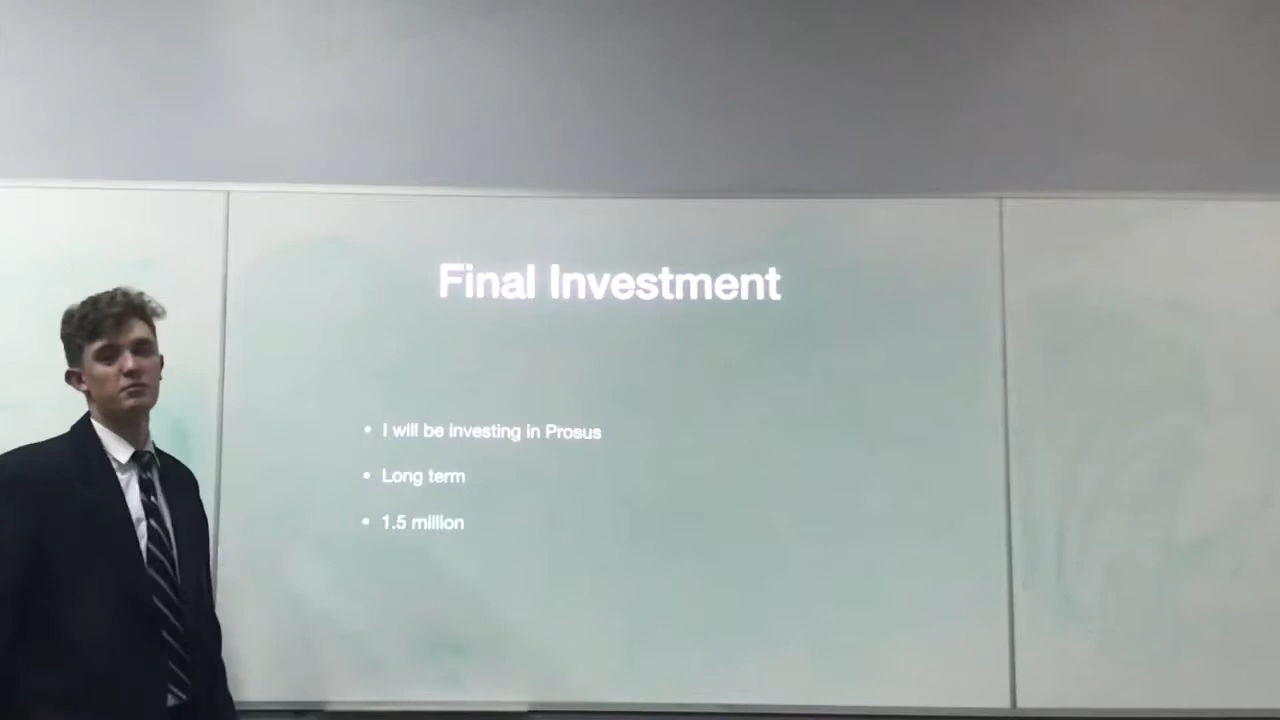 Final Investment
• I will be investing in Prosus
• Long term
• 1.5 million